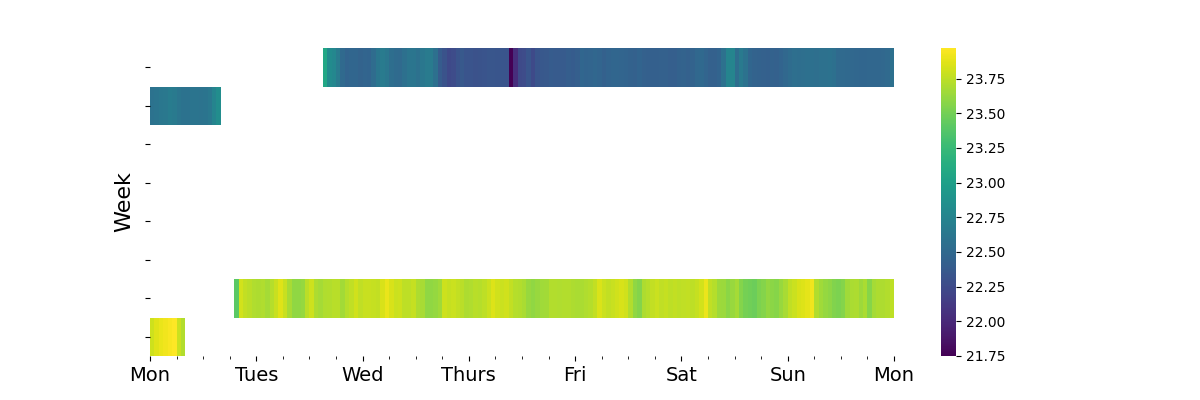 Week
Mon
Tues
Wed
Thurs
Fri
Sat
Sun
Mon
23.75
23.50
23.25
23.00
22.75
22.50
22.25
22.00
21.75